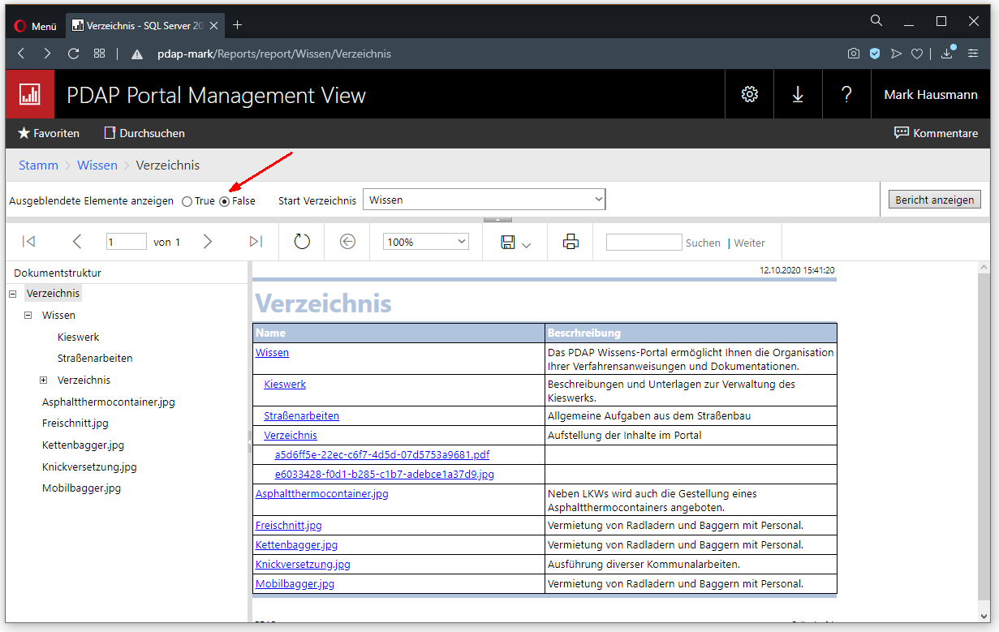 Menü
Verzeichnis - SQL Server 20
pdap-mark/Reports/report/Wissen/Verzeichnis
PDAP Portal Management View
?
Mark Hausmann
Favoriten
Durchsuchen
Kommentare
Stamm > Wissen > Verzeichnis
Ausgeblendete Elemente anzeigen
True
False
Start Verzeichnis
Wissen
Bericht anzeigen
1
von 1
100%
Suchen | Weiter
Dokumentstruktur
Verzeichnis
Wissen
Kieswerk
Straßenarbeiten
Verzeichnis
Asphaltthermocontainer.jpg
Freischnitt.jpg
Kettenbagger.jpg
Knickversetzung.jpg
Mobilbagger.jpg
12.10.2020 15:41:20
Verzeichnis
Name
Bescrhreibung
Wissen
Das PDAP Wissens-Portal ermöglicht Ihnen die Organisation
Ihrer Verfahrensanweisungen und Dokumentationen.
Kieswerk
Beschreibungen und Unterlagen zur Verwaltung des
Kieswerks.
Straßenarbeiten
Allgemeine Aufgaben aus dem Straßenbau
Verzeichnis
Aufstellung der Inhalte im Portal
a5d6ff5e-22ec-c6f7-4d5d-07d5753a9681.pdf
e6033428-f0d1-b285-c1b7-adebce1a37d9.jpg
Asphaltthermocontainer.jpg
Neben LKWs wird auch die Gestellung eines
Asphaltthermocontainers angeboten.
Freischnitt.jpg
Vermietung von Radladern und Baggern mit Personal.
Kettenbagger.jpg
Vermietung von Radladern und Baggern mit Personal.
Knickversetzung.jpg
Ausführung diverser Kommunalarbeiten.
Mobilbagger.jpg
Vermietung von Radladern und Baggern mit Personal.